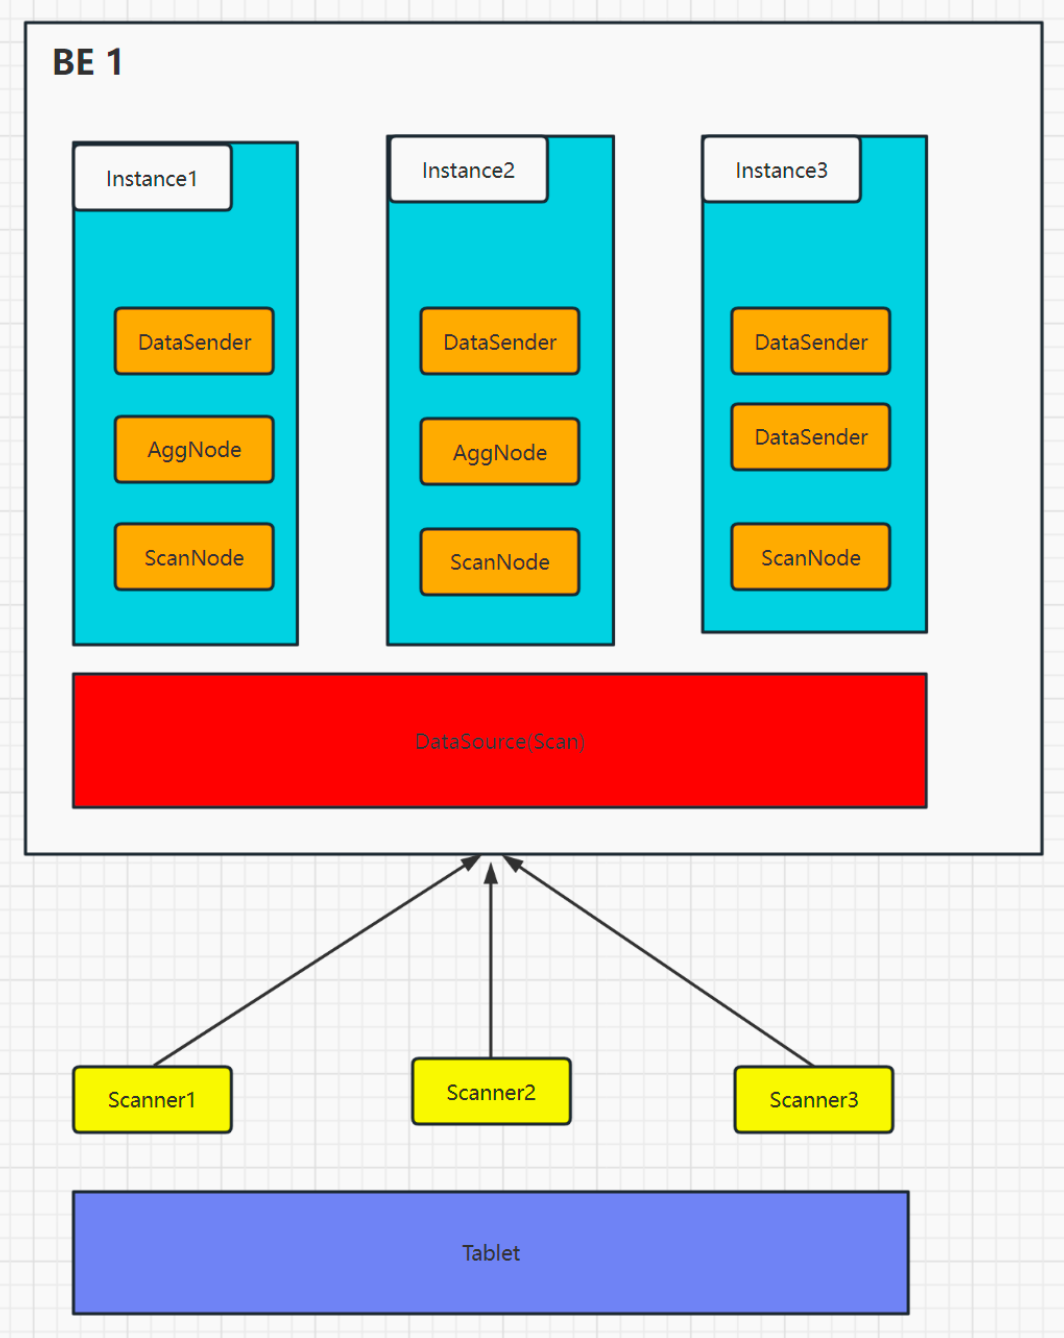 BE 1
Instance1
Instance2
Instance3
DataSender
DataSender
DataSender
AggNode
AggNode
DataSender
ScanNode
ScanNode
ScanNode
DataSource(Scan)
Scanner1
Scanner2
Scanner3
Tablet